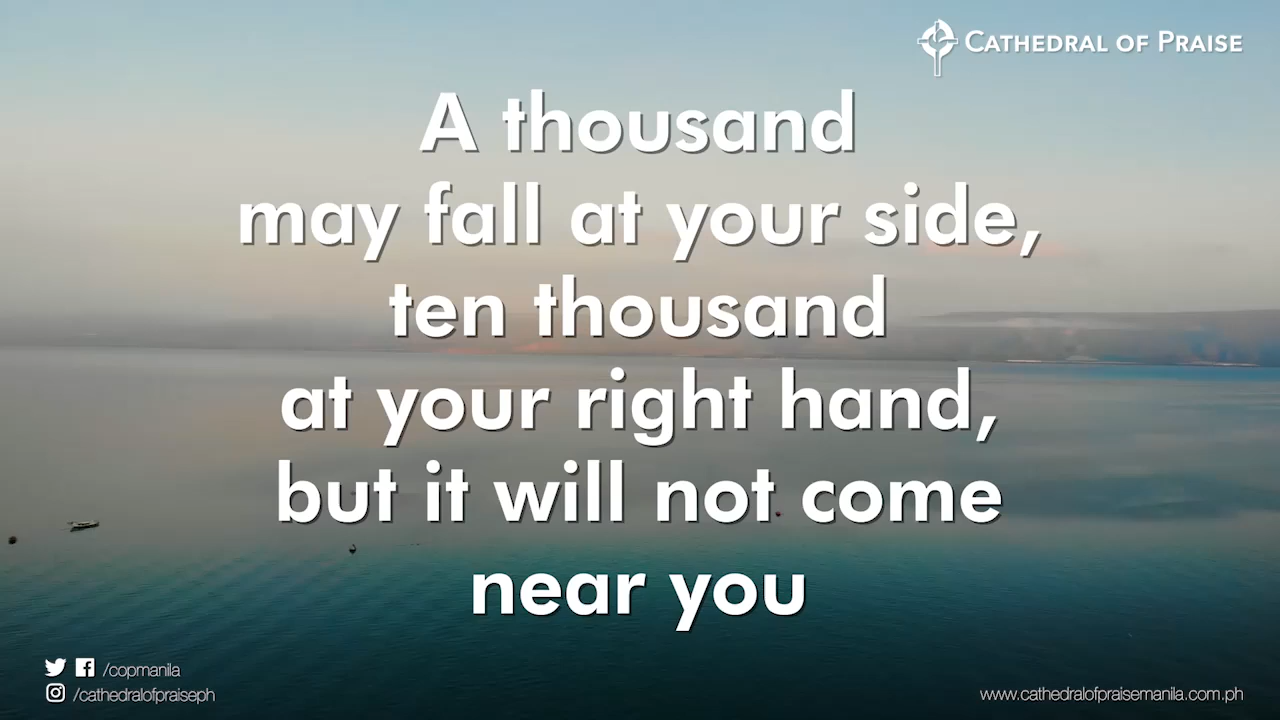 CATHEDRAL OF PRAISE
A thousand
may fall at your side,
ten thousand
at your right hand,
but it will not come
near you
/copmanila
/cathedralofpraiseph
www.cathedralofpraisemanila.com.ph